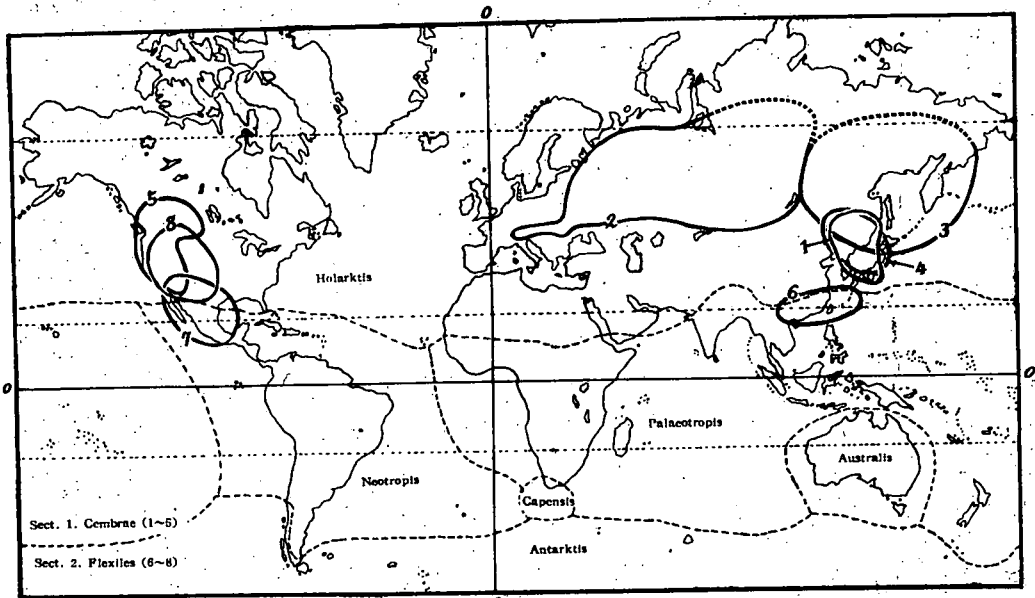 0
5
8
7
Holarktis
2
1
3
4
6
0
0
Palaeotropis
Neotropis
Australis
Capensis
Antarktis
Sect. 1. Cembrae (1~5)
Sect. 2. Flexiles (6~8)